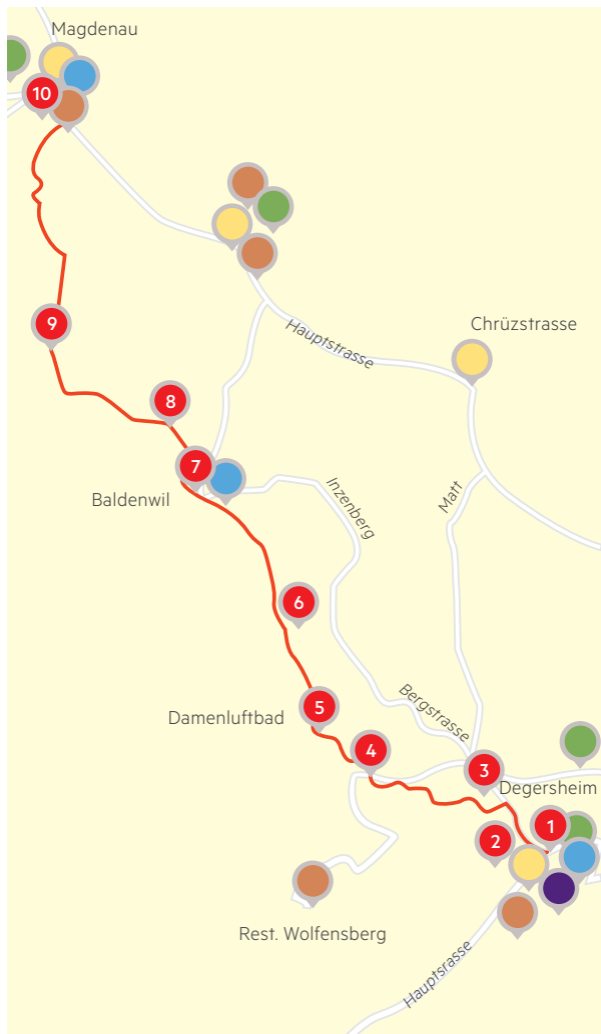 Magdenau
10
Hauptstrasse
Chrüzstrasse
9
8
7
Baldenwil
Inzenberg
Matt
6
5
Damenluftbad
Bergstrasse
4
3
Degersheim
1
2
Rest. Wolfensberg
Hauptsrasse